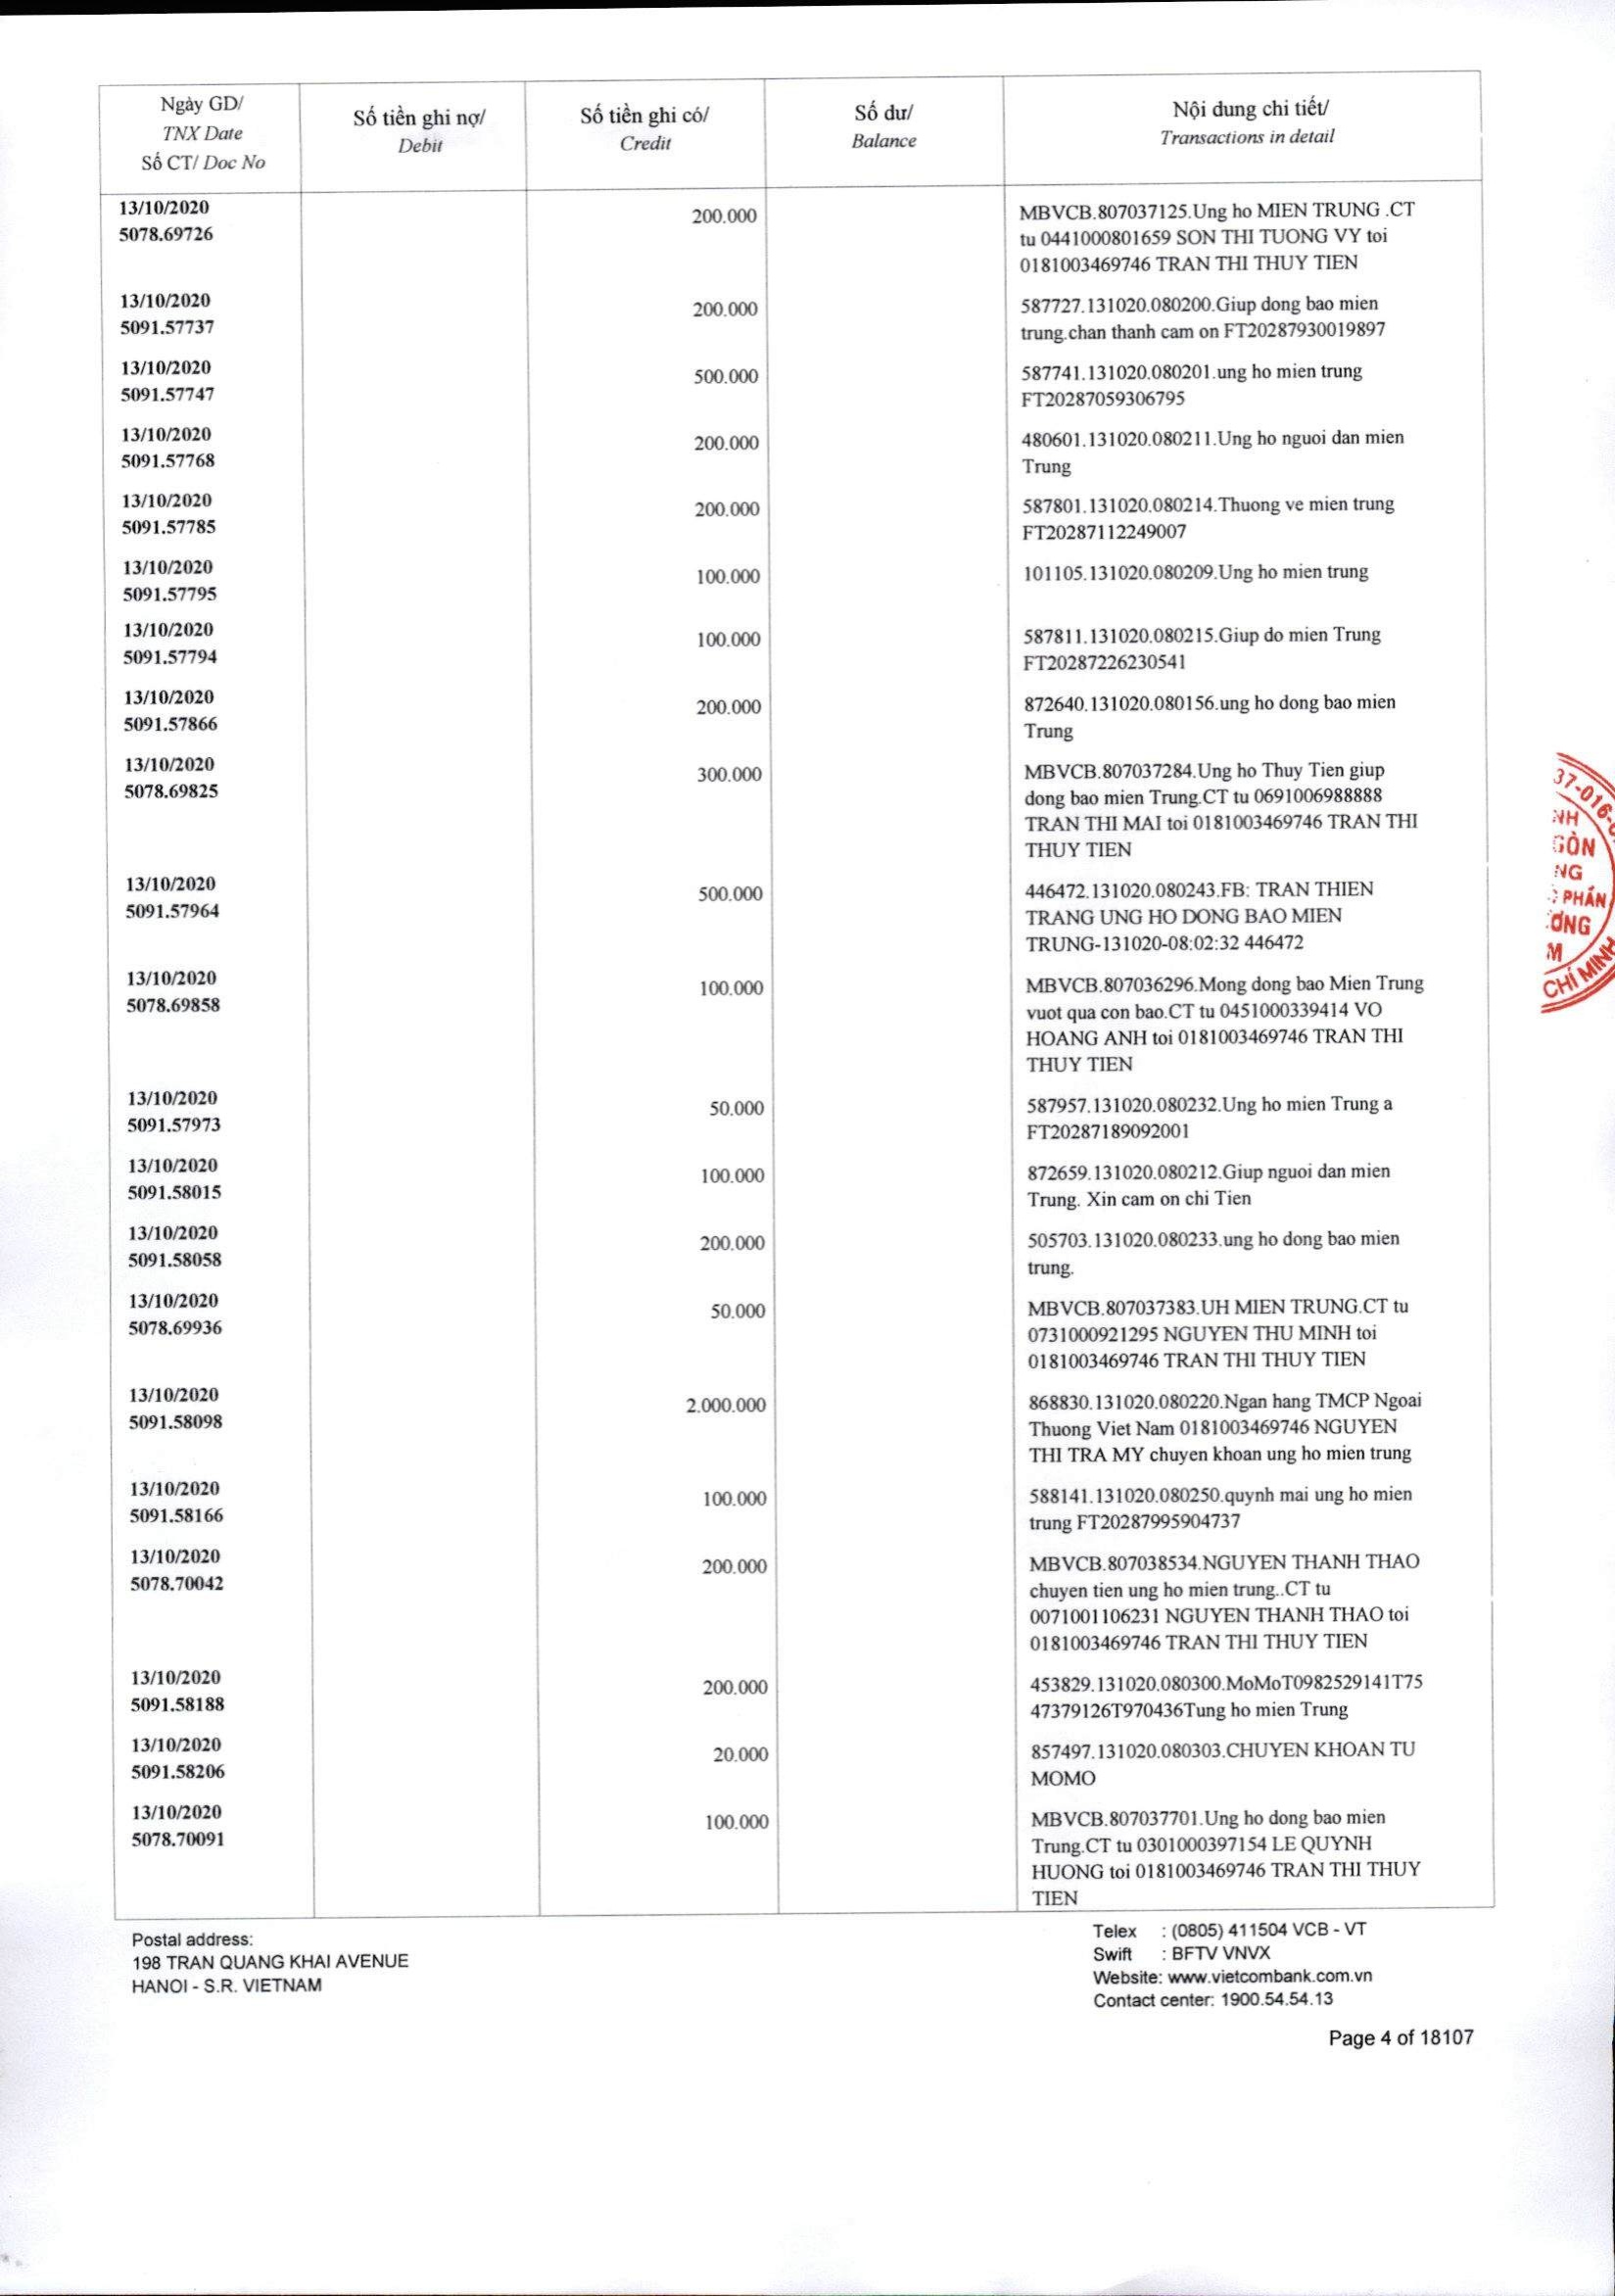 Ngày GD/
TNX Date
Số CT/ Doc No
Số tiền ghi nợ/
Debit
Số tiền ghi có/
Credit
Số dư/
Balance
Nội dung chi tiết/
Transactions in detail
13/10/2020
5078.69726
200.000
MBVCB.807037125.Ung ho MIEN TRUNG .CT
tu 0441000801659 SON THI TUONG VY toi
0181003469746 TRAN THI THUY TIEN
13/10/2020
5091.57737
200.000
587727.131020.080200.Giup dong bao mien
trung.chan thanh cam on FT20287930019897
13/10/2020
5091.57747
500.000
587741.131020.080201.ung ho mien trung
FT20287059306795
13/10/2020
5091.57768
200.000
480601.131020.080211.Ung ho nguoi dan mien
Trung
13/10/2020
5091.57785
200.000
587801.131020.080214.Thuong ve mien trung
FT20287112249007
13/10/2020
5091.57795
100.000
101105.131020.080209.Ung ho mien trung
13/10/2020
5091.57794
100.000
587811.131020.080215.Giup do mien Trung
FT20287226230541
13/10/2020
5091.57866
200.000
872640.131020.080156.ung ho dong bao mien
Trung
13/10/2020
5078.69825
300.000
MBVCB.807037284.Ung ho Thuy Tien giup
dong bao mien Trung.CT tu 0691006988888
TRAN THI MAI toi 0181003469746 TRAN THI
THUY TIEN
13/10/2020
5091.57964
500.000
446472.131020.080243.FB: TRAN THIEN
TRANG UNG HO DONG BAO MIEN
TRUNG-131020-08:02:32 446472
13/10/2020
5078.69858
100.000
MBVCB.807036296.Mong dong bao Mien Trung
vuot qua con bao.CT tu 0451000339414 VO
HOANG ANH toi 0181003469746 TRAN THI
THUY TIEN
13/10/2020
5091.57973
50.000
587957.131020.080232.Ung ho mien Trung a
FT20287189092001
13/10/2020
5091.58015
100.000
872659.131020.080212.Giup nguoi dan mien
Trung. Xin cam on chi Tien
13/10/2020
5091.58058
200.000
505703.131020.080233.ung ho dong bao mien
trung.
13/10/2020
5078.69936
50.000
MBVCB.807037383.UH MIEN TRUNG.CT tu
0731000921295 NGUYEN THU MINH toi
0181003469746 TRAN THI THUY TIEN
13/10/2020
5091.58098
2.000.000
868830.131020.080220.Ngan hang TMCP Ngoai
Thuong Viet Nam 0181003469746 NGUYEN
THI TRA MY chuyen khoan ung ho mien trung
13/10/2020
5091.58166
100.000
588141.131020.080250.quynh mai ung ho mien
trung FT20287995904737
13/10/2020
5078.70042
200.000
MBVCB.807038534.NGUYEN THANH THAO
chuyen tien ung ho mien trung..CT tu
0071001106231 NGUYEN THANH THAO toi
0181003469746 TRAN THI THUY TIEN
13/10/2020
5091.58188
200.000
453829.131020.080300.MoMoT0982529141T75
47379126T970436Tung ho mien Trung
13/10/2020
5091.58206
20.000
857497.131020.080303.CHUYEN KHOAN TU
MOMO
13/10/2020
5078.70091
100.000
MBVCB.807037701.Ung ho dong bao mien
Trung.CT tu 0301000397154 LE QUYNH
HUONG toi 0181003469746 TRAN THI THUY
TIEN
37-016-
NH
GÒN
NG
PHẦN
ƠNG
M
CHÍ MINH
Postal address:
198 TRAN QUANG KHAI AVENUE
HANOI - S.R. VIETNAM
Telex : (0805) 411504 VCB - VT
Swift : BFTV VNVX
Website: www.vietcombank.com.vn
Contact center: 1900.54.54.13
Page 4 of 18107